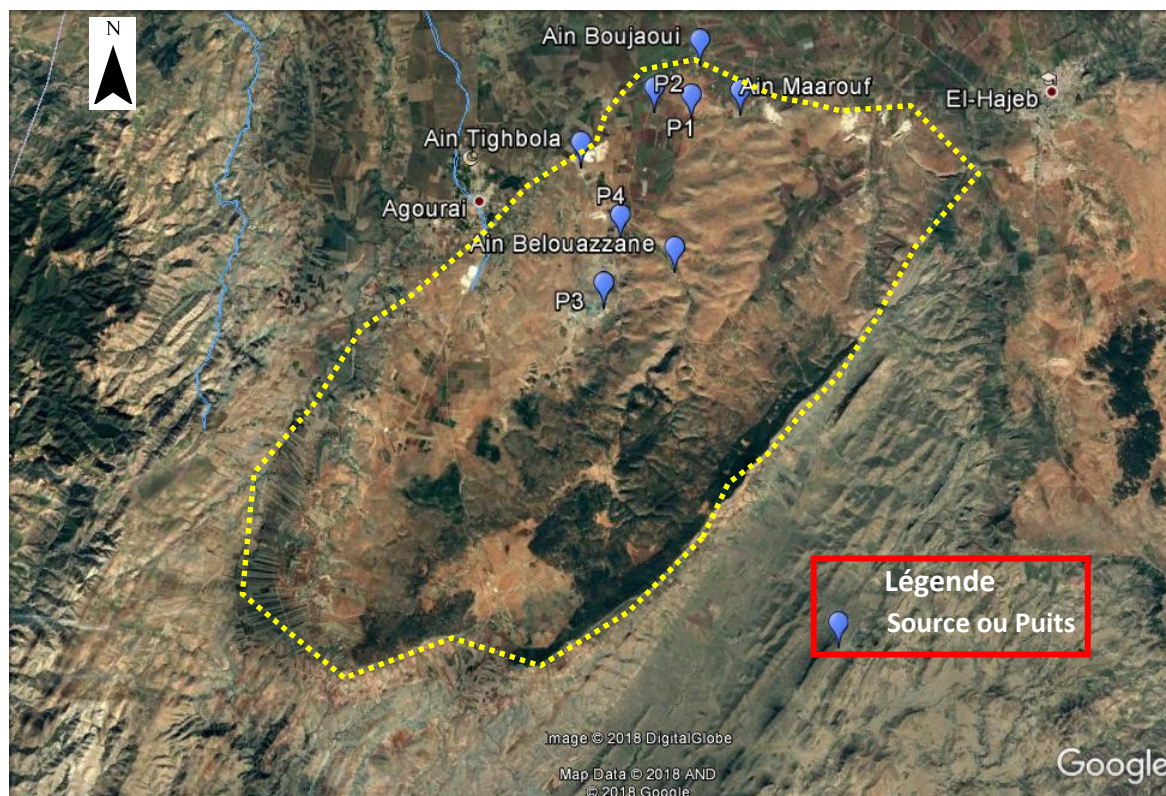 N
Ain Boujaoui
P2
Ain Maarouf
El-Hajeb
P1
Ain Tighbola
P4
Agourai
Ain Belouazzane
P3
Légende
Source ou Puits
Image © 2018 DigitalGlobe
Map Data © 2018 AND
© 2018 Google
Google